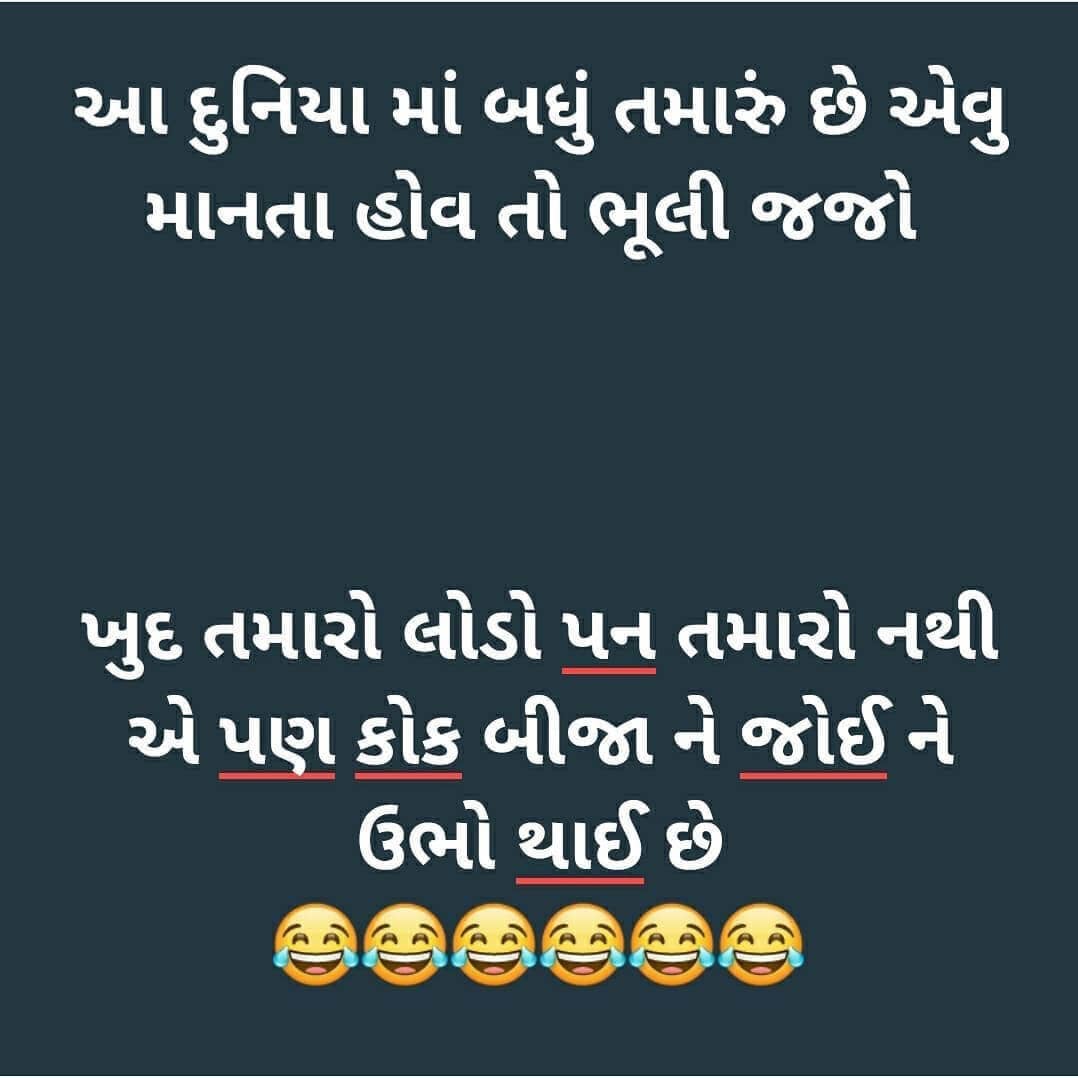 આ દુનિયા માં બધું તમારું છે એવુ
માનતા હોવ તો ભૂલી જજો
ખુદ તમારો લોડો પન તમારો નથી
એ પણ કોક બીજા ને જોઈ ને
ઉભો થાઈ છે
😂😂😂😂😂😂